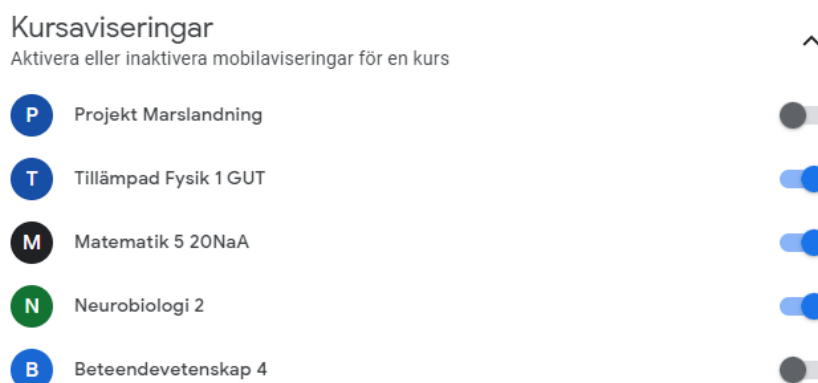 Kursaviseringar
Aktivera eller inaktivera mobilaviseringar för en kurs
P Projekt Marslandning
T Tillämpad Fysik 1 GUT
M Matematik 5 20NaA
N Neurobiologi 2
B Beteendevetenskap 4